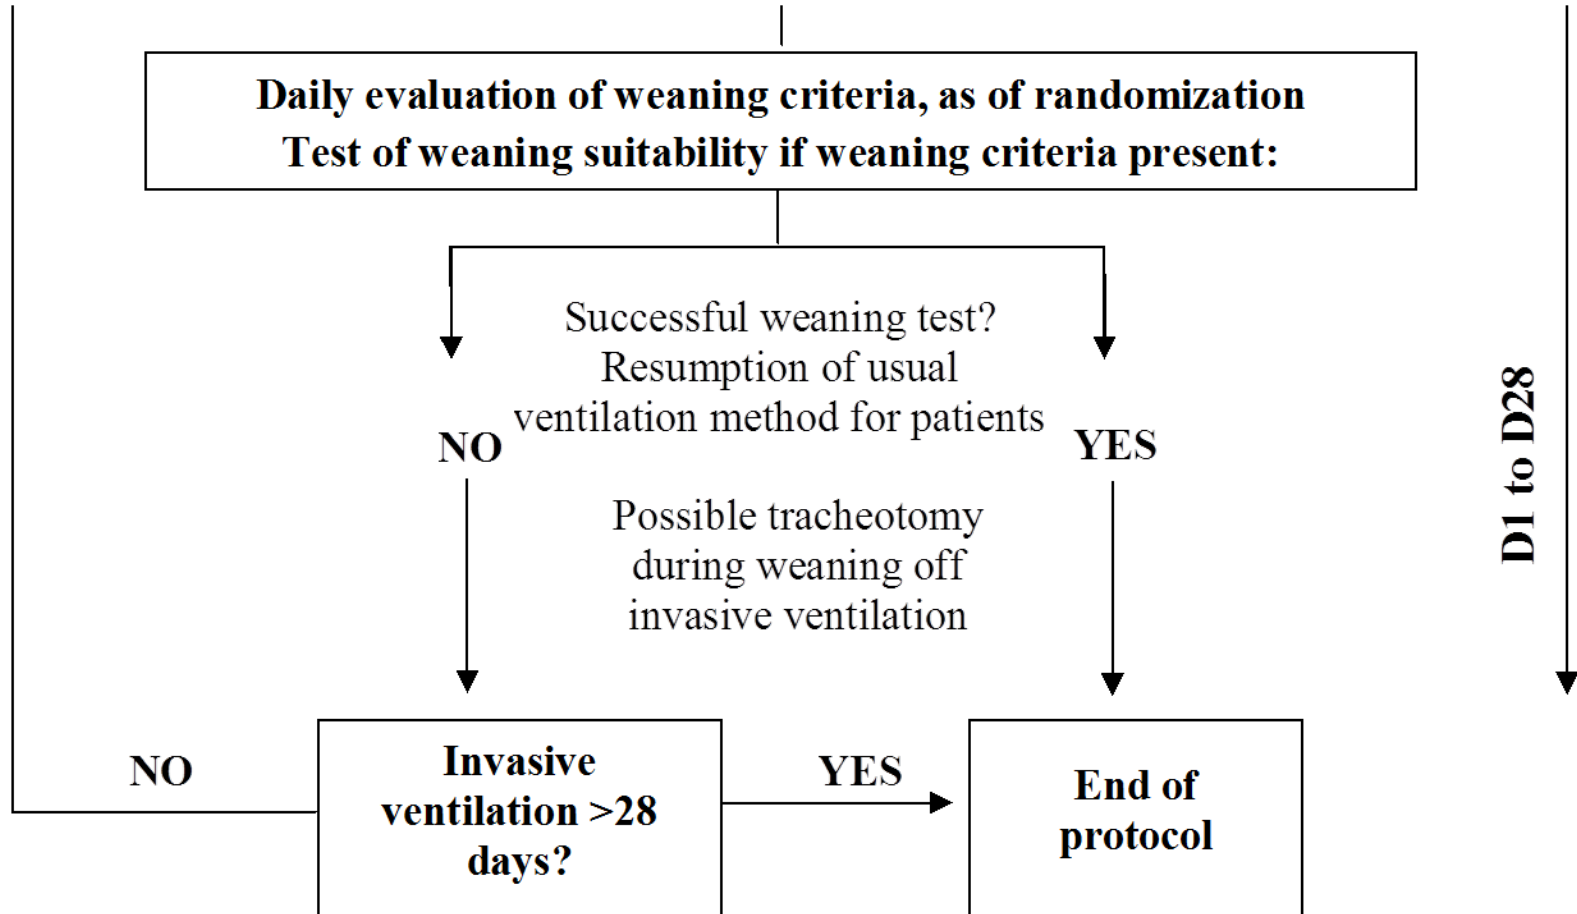 Daily evaluation of weaning criteria, as of randomization
Test of weaning suitability if weaning criteria present:
Successful weaning test?
Resumption of usual
ventilation method for patients
NO
YES
Possible tracheotomy
during weaning off
invasive ventilation
D1 to D28
NO
Invasive
ventilation >28
days?
YES
End of
protocol